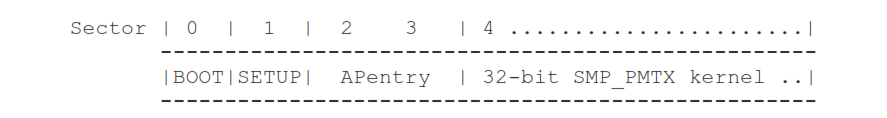 Sector | 0 | 1 | 2 3 | 4 .......................|
---------------------------------------------------
|BOOT|SETUP| APentry | 32-bit SMP_PMTX kernel ..|
---------------------------------------------------